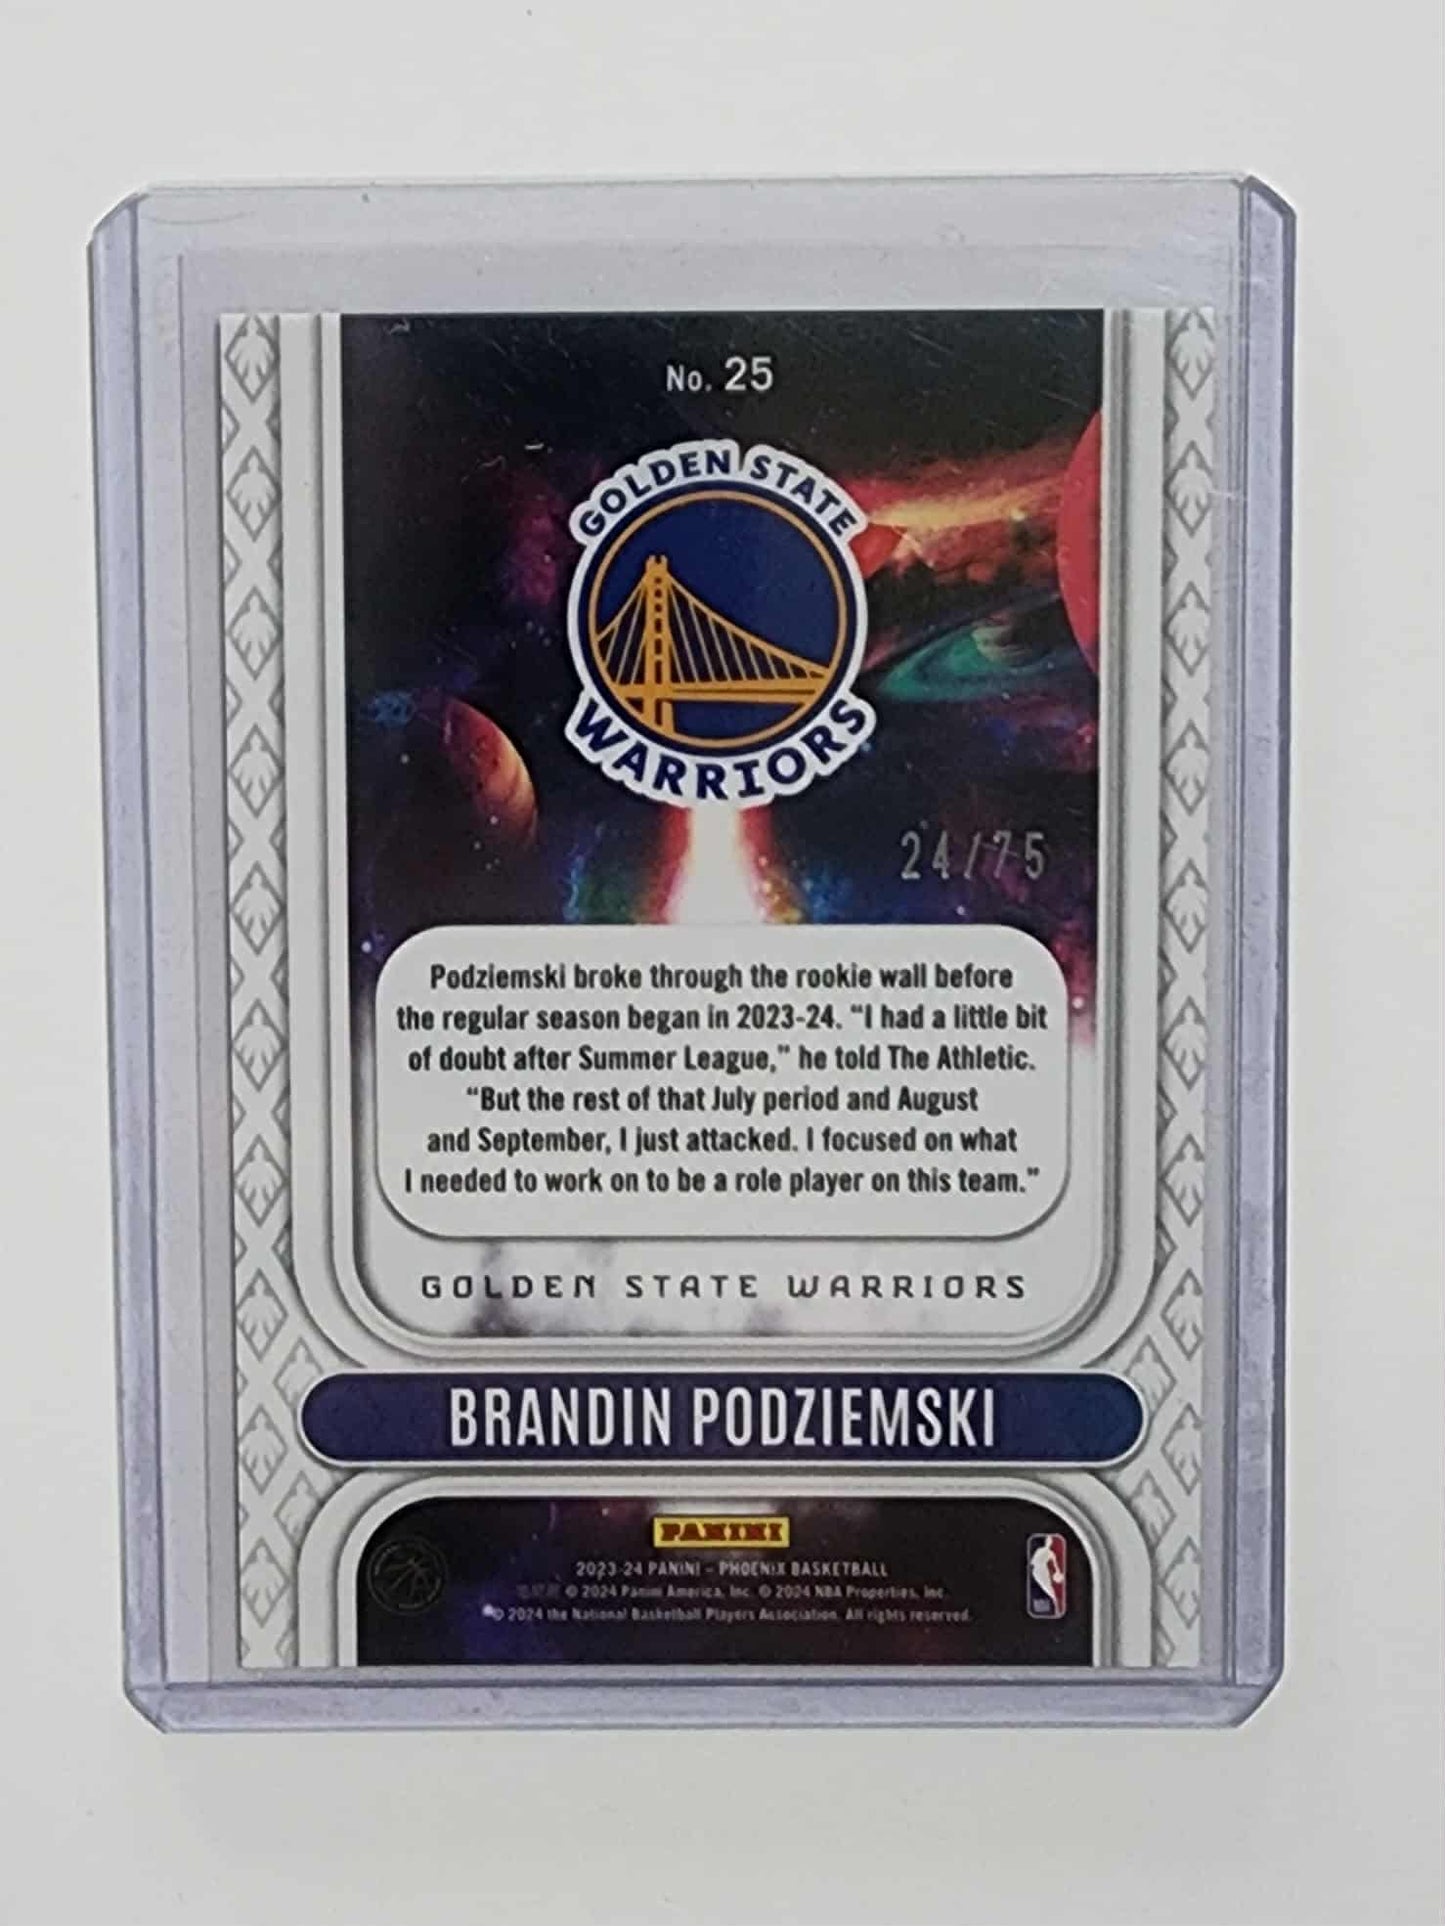 No. 25
GOLDEN STATE
WARRIORS
24/75
Podziemski broke through the rookie wall before
the regular season began in 2023-24. “I had a little bit
of doubt after Summer League,” he told The Athletic.
“But the rest of that July period and August
and September, I just attacked. I focused on what
I needed to work on to be a role player on this team.”
GOLDEN STATE WARRIORS
BRANDIN PODZIEMSKI
PANINI
2023-24 PANINI – PHOENIX BASKETBALL
© 2024 Panini America, Inc. © 2024 NBA Properties, Inc.
© 2024 the National Basketball Players Association. All rights reserved.